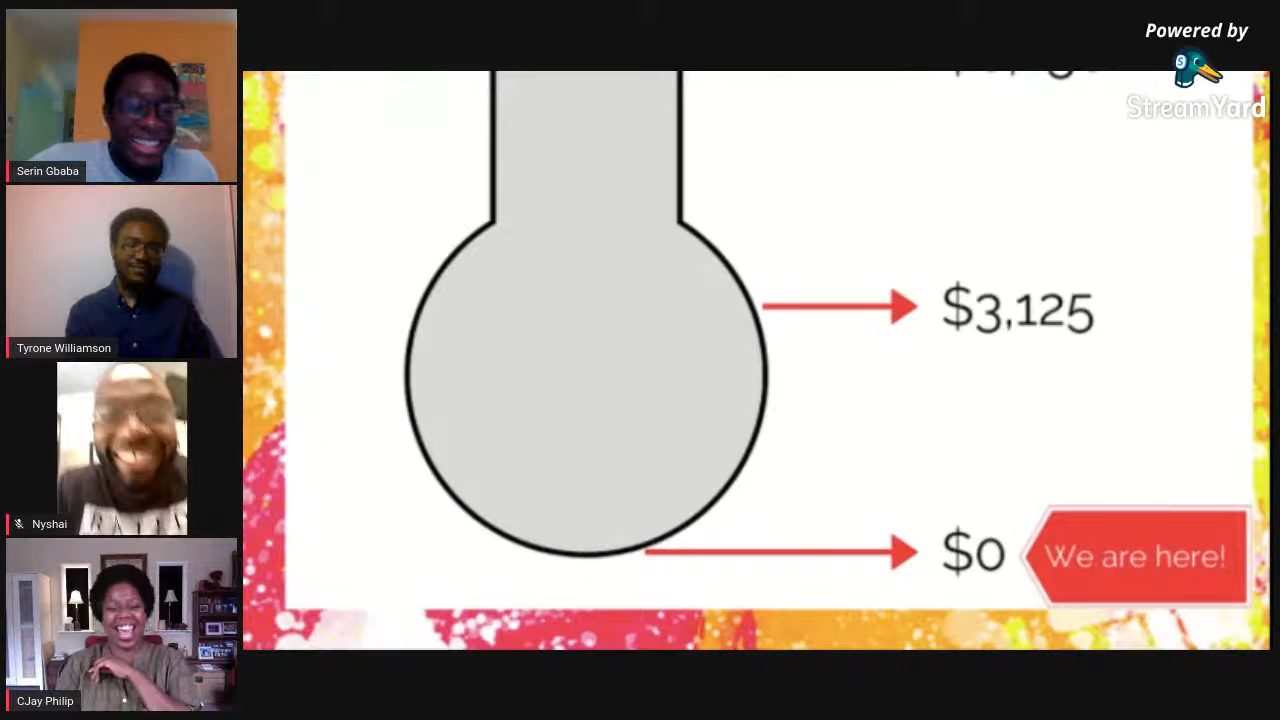 Powered by
StreamYard
Serin Gbaba
Tyrone Williamson
Nyshai
CJay Philip
$3,125
$0
We are here!